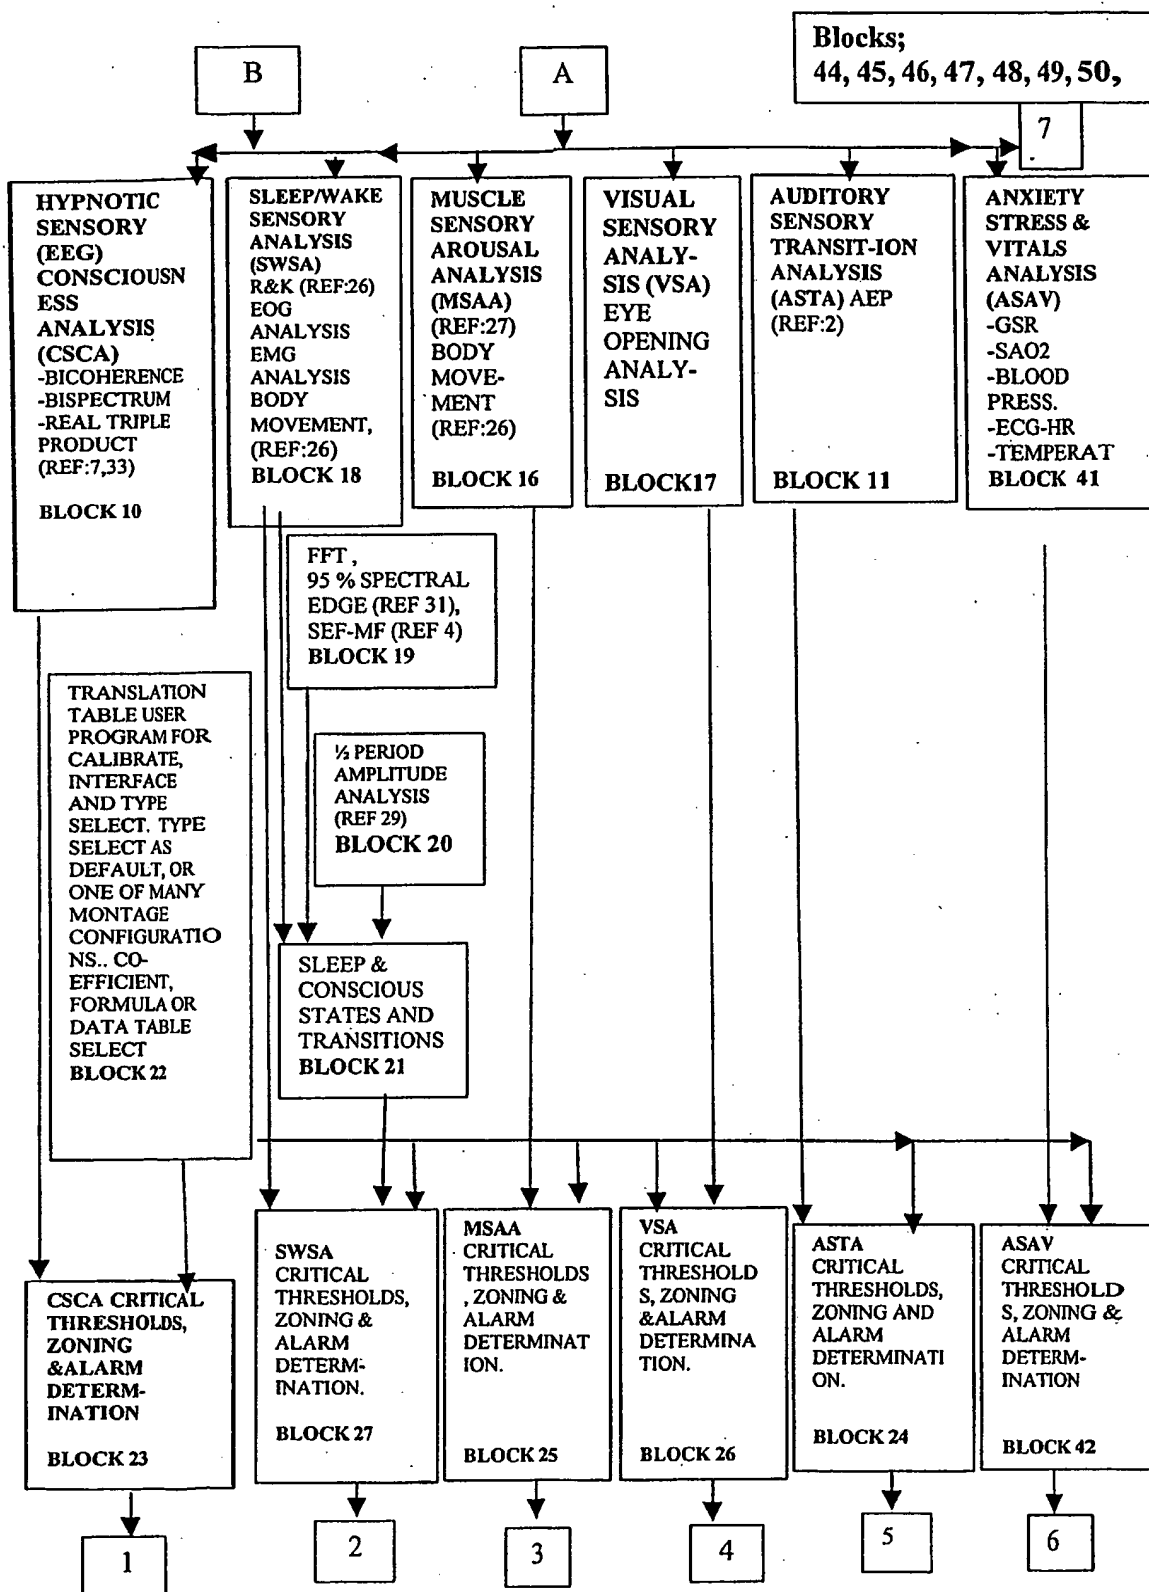 B
A
Blocks;
44, 45, 46, 47, 48, 49, 50,
7
HYPNOTIC
SENSORY
(EEG)
CONSCIOUSN
ESS
ANALYSIS
(CSCA)
-BICOHERENCE
-BISPECTRUM
-REAL TRIPLE
PRODUCT
(REF:7,33)
BLOCK 10
SLEEP/WAKE
SENSORY
ANALYSIS
(SWSA)
R&K (REF:26)
EOG
ANALYSIS
EMG
ANALYSIS
BODY
MOVEMENT,
(REF:26)
BLOCK 18
MUSCLE
SENSORY
AROUSAL
ANALYSIS
(MSAA)
(REF:27)
BODY
MOVE-
MENT
(REF:26)
BLOCK 16
VISUAL
SENSORY
ANALY-
SIS (VSA)
EYE
OPENING
ANALY-
SIS
BLOCK17
AUDITORY
SENSORY
TRANSIT-ION
ANALYSIS
(ASTA) AEP
(REF:2)
BLOCK 11
ANXIETY
STRESS &
VITALS
ANALYSIS
(ASAV)
-GSR
-SAO2
-BLOOD
PRESS.
-ECG-HR
-TEMPERAT
BLOCK 41
FFT ,
95 % SPECTRAL
EDGE (REF 31),
SEF-MF (REF 4)
BLOCK 19
TRANSLATION
TABLE USER
PROGRAM FOR
CALIBRATE,
INTERFACE
AND TYPE
SELECT. TYPE
SELECT AS
DEFAULT, OR
ONE OF MANY
MONTAGE
CONFIGURATIO
NS.. CO-
EFFICIENT,
FORMULA OR
DATA TABLE
SELECT
BLOCK 22
½ PERIOD
AMPLITUDE
ANALYSIS
(REF 29)
BLOCK 20
SLEEP &
CONSCIOUS
STATES AND
TRANSITIONS
BLOCK 21
CSCA CRITICAL
THRESHOLDS,
ZONING
&ALARM
DETERM-
INATION
BLOCK 23
SWSA
CRITICAL
THRESHOLDS,
ZONING &
ALARM
DETERM-
INATION.
BLOCK 27
MSAA
CRITICAL
THRESHOLDS
, ZONING &
ALARM
DETERMINAT
ION.
BLOCK 25
VSA
CRITICAL
THRESHOLD
S, ZONING
&ALARM
DETERMINA
TION.
BLOCK 26
ASTA
CRITICAL
THRESHOLDS,
ZONING AND
ALARM
DETERMINATI
ON.
BLOCK 24
ASAV
CRITICAL
THRESHOLD
S, ZONING &
ALARM
DETERM-
INATION
BLOCK 42
1
2
3
4
5
6